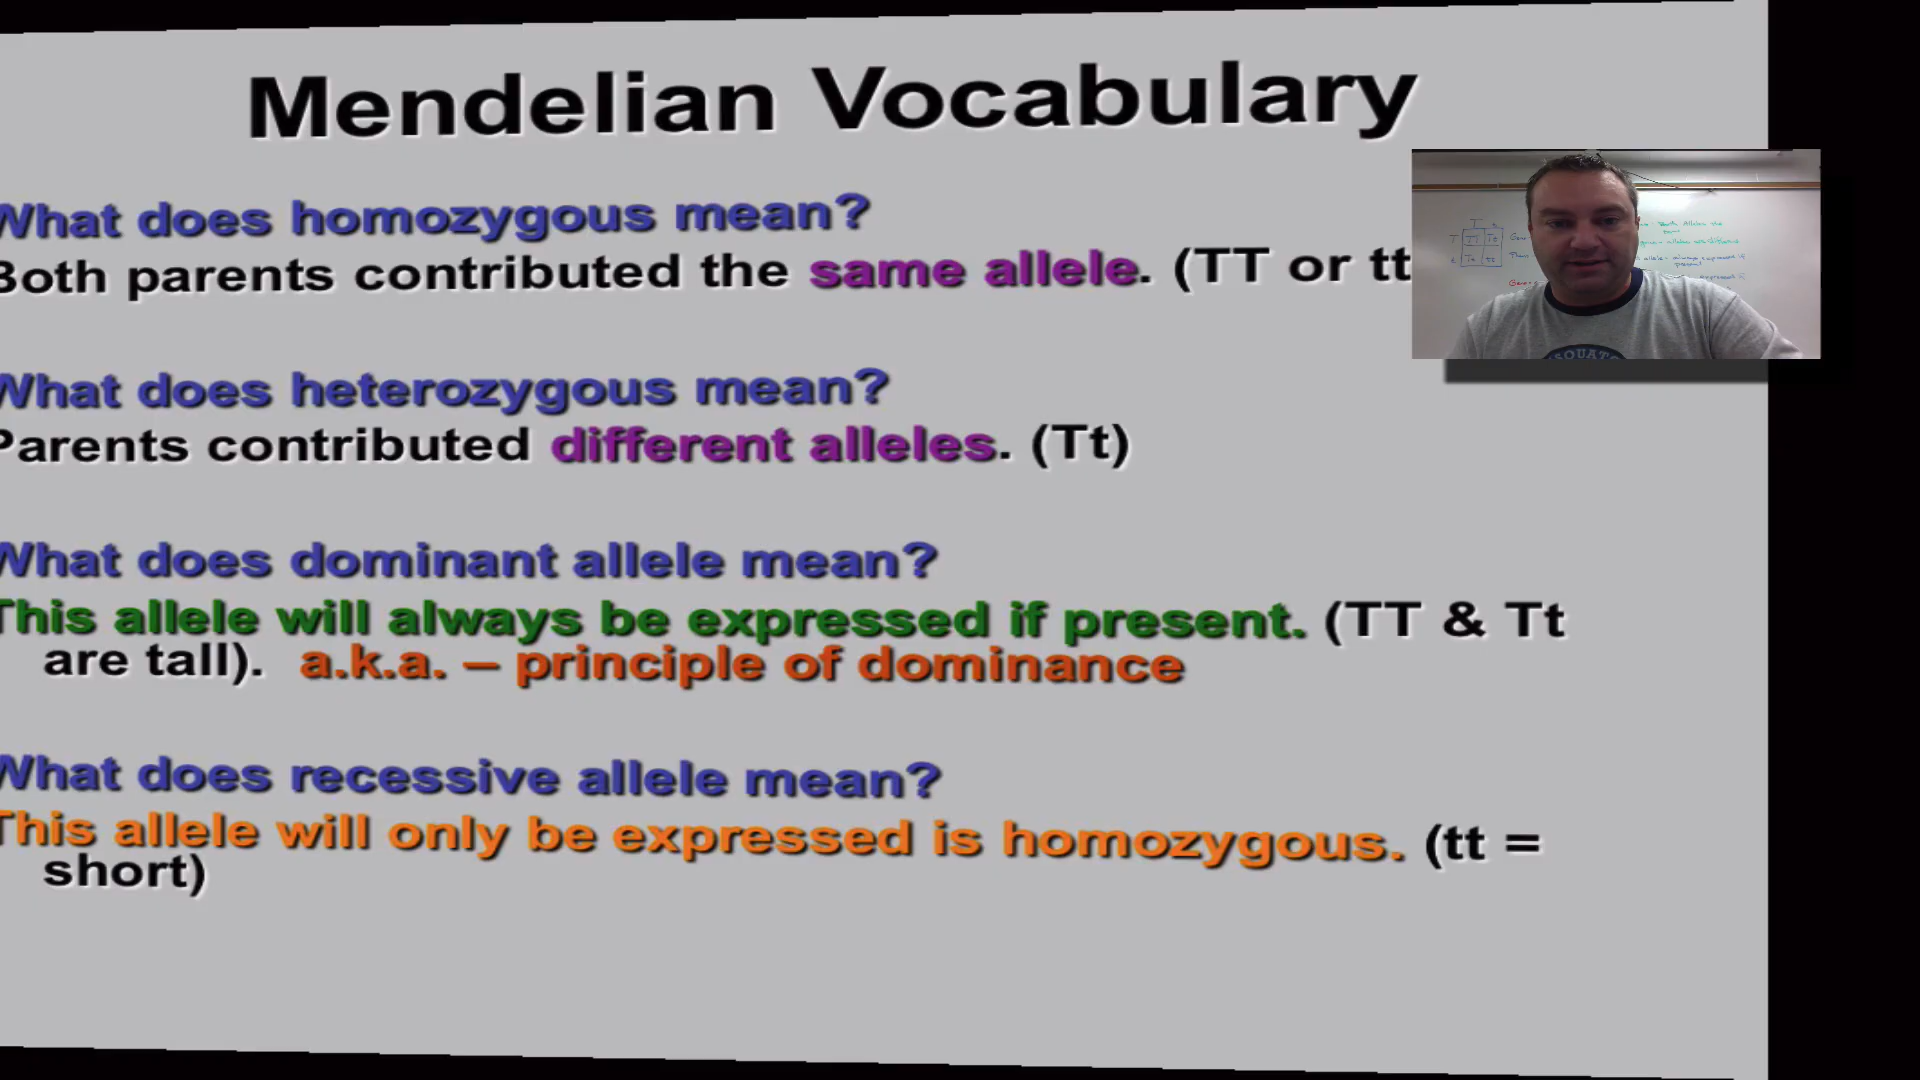 Mendelian Vocabulary
What does homozygous mean?
Both parents contributed the same allele. (TT or tt
What does heterozygous mean?
Parents contributed different alleles. (Tt)
What does dominant allele mean?
This allele will always be expressed if present. (TT & Tt
are tall). a.k.a. – principle of dominance
What does recessive allele mean?
This allele will only be expressed is homozygous. (tt =
short)